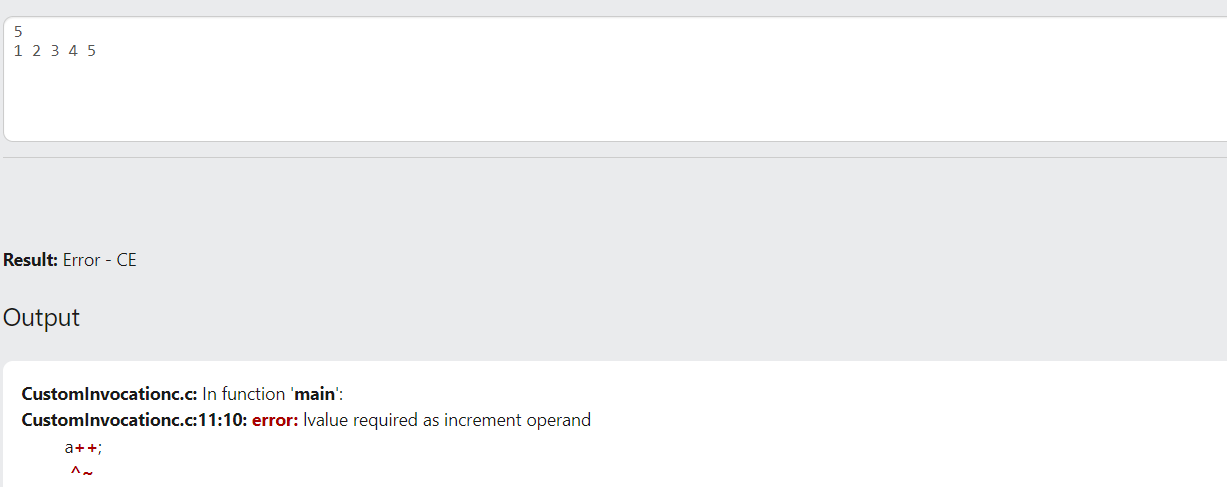 5
1 2 3 4 5
Result: Error - CE
Output
CustomInvocationc.c: In function 'main':
CustomInvocationc.c:11:10: error: lvalue required as increment operand
a++;
^~